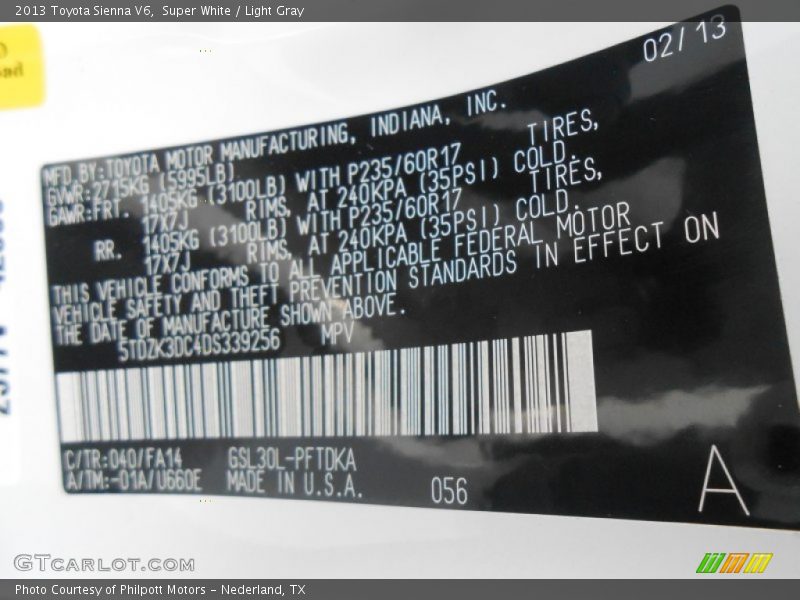 2013 Toyota Sienna V6, Super White / Light Gray
02/13
MFD.BY:TOYOTA MOTOR MANUFACTURING, INDIANA, INC.
GVWR:2715KG (5995LB)
GAWR:FRT. 1405KG (3100LB) WITH P235/60R17 TIRES,
17X7J RIMS, AT 240KPA (35PSI) COLD.
RR. 1405KG (3100LB) WITH P235/60R17 TIRES,
17X7J RIMS, AT 240KPA (35PSI) COLD.
THIS VEHICLE CONFORMS TO ALL APPLICABLE FEDERAL MOTOR
VEHICLE SAFETY AND THEFT PREVENTION STANDARDS IN EFFECT ON
THE DATE OF MANUFACTURE SHOWN ABOVE.
5TDZK3DC4DS339256 MPV
C/TR:040/FA14 GSL30L-PFTDKA
A/TM:-01A/U660E MADE IN U.S.A. 056
A
GTCARLOT.COM
Photo Courtesy of Philpott Motors - Nederland, TX